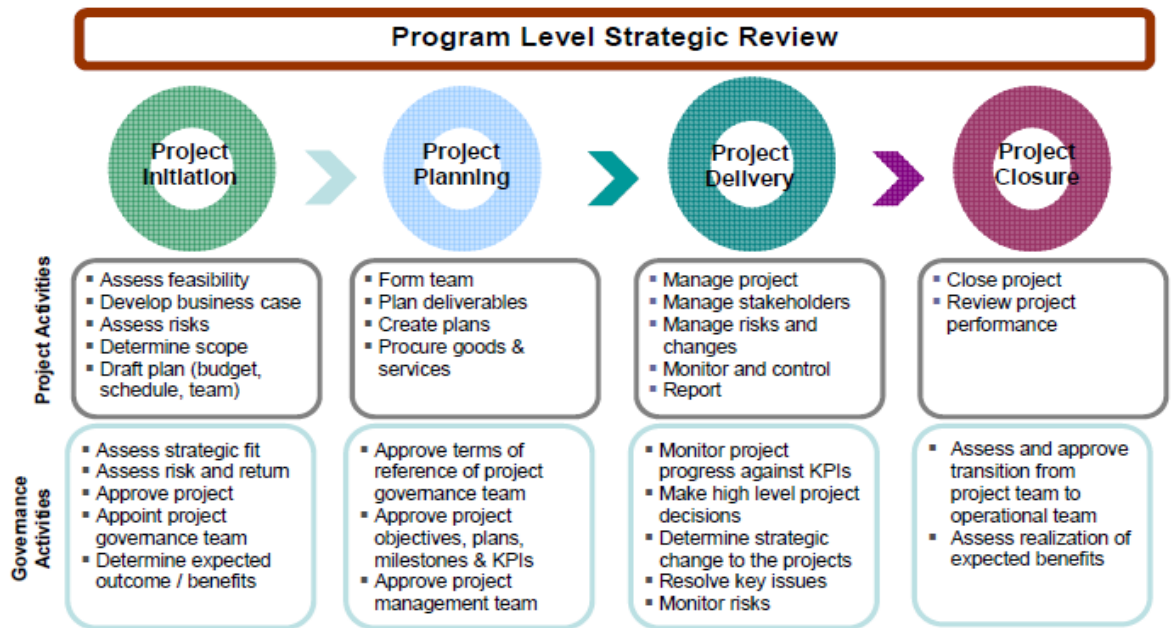 Program Level Strategic Review
Project
Initiation
Project
Planning
Project
Delivery
Project
Closure
Project Activities
▪ Assess feasibility
▪ Develop business case
▪ Assess risks
▪ Determine scope
▪ Draft plan (budget,
schedule, team)
▪ Form team
▪ Plan deliverables
▪ Create plans
▪ Procure goods &
services
▪ Manage project
▪ Manage stakeholders
▪ Manage risks and
changes
▪ Monitor and control
▪ Report
▪ Close project
▪ Review project
performance
Governance
Activities
▪ Assess strategic fit
▪ Assess risk and return
▪ Approve project
▪ Appoint project
governance team
▪ Determine expected
outcome / benefits
▪ Approve terms of
reference of project
governance team
▪ Approve project
objectives, plans,
milestones & KPIs
▪ Approve project
management team
▪ Monitor project
progress against KPIs
▪ Make high level project
decisions
▪ Determine strategic
change to the projects
▪ Resolve key issues
▪ Monitor risks
▪ Assess and approve
transition from
project team to
operational team
▪ Assess realization of
expected benefits